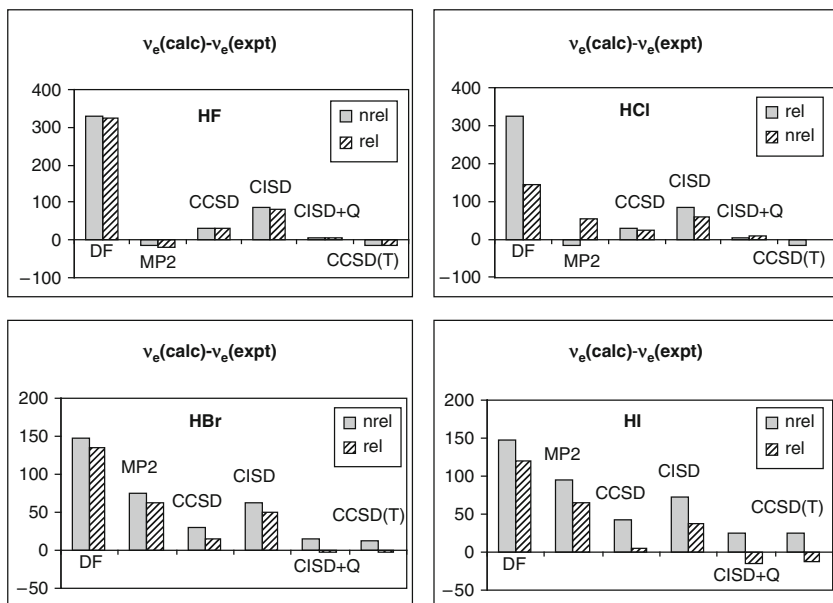 νe(calc)-νe(expt)
400
300
200
100
0
−100
HF
nrel
rel
DF
MP2
CCSD
CISD
CISD+Q
CCSD(T)
νe(calc)-νe(expt)
400
300
200
100
0
−100
HCl
rel
nrel
DF
MP2
CCSD
CISD
CISD+Q
CCSD(T)
νe(calc)-νe(expt)
200
150
100
50
0
−50
HBr
nrel
rel
DF
MP2
CCSD
CISD
CISD+Q
CCSD(T)
νe(calc)-νe(expt)
200
150
100
50
0
−50
HI
nrel
rel
DF
MP2
CCSD
CISD
CISD+Q
CCSD(T)